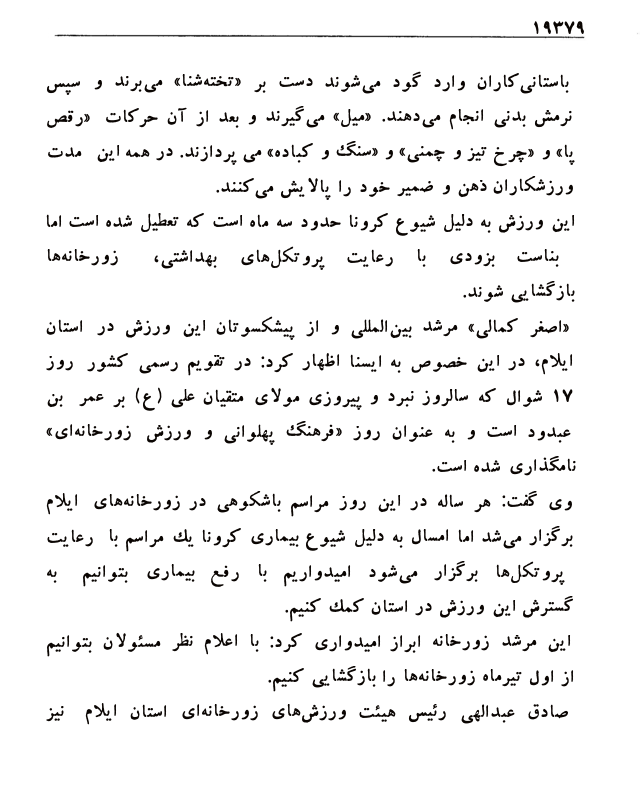 ۱۹۳۷۹
باستانی‌کاران وارد گود می‌شوند دست بر «تخته‌شنا» می‌برند و سپس
نرمش بدنی انجام می‌دهند. «میل» می‌گیرند و بعد از آن حرکات «رقص
پا» و «چرخ تیز و چمنی» و «سنگ و کباده» می پردازند. در همه این مدت
ورزشکاران ذهن و ضمیر خود را پالایش می‌کنند.
این ورزش به دلیل شیوع کرونا حدود سه ماه است که تعطیل شده است اما
بناست بزودی با رعایت پروتکل‌های بهداشتی، زورخانه‌ها
بازگشایی شوند.
«اصغر کمالی» مرشد بین‌المللی و از پیشکسوتان این ورزش در استان
ایلام، در این خصوص به ایسنا اظهار کرد: در تقویم رسمی کشور روز
۱۷ شوال که سالروز نبرد و پیروزی مولای متقیان علی (ع) بر عمر بن
عبدود است و به عنوان روز «فرهنگ پهلوانی و ورزش زورخانه‌ای»
نامگذاری شده است.
وی گفت: هر ساله در این روز مراسم باشکوهی در زورخانه‌های ایلام
برگزار می‌شد اما امسال به دلیل شیوع بیماری کرونا یك مراسم با رعایت
پروتکل‌ها برگزار می‌شود امیدواریم با رفع بیماری بتوانیم به
گسترش این ورزش در استان کمك کنیم.
این مرشد زورخانه ابراز امیدواری کرد: با اعلام نظر مسئولان بتوانیم
از اول تیرماه زورخانه‌ها را بازگشایی کنیم.
صادق عبدالهی رئیس هیئت ورزش‌های زورخانه‌ای استان ایلام نیز